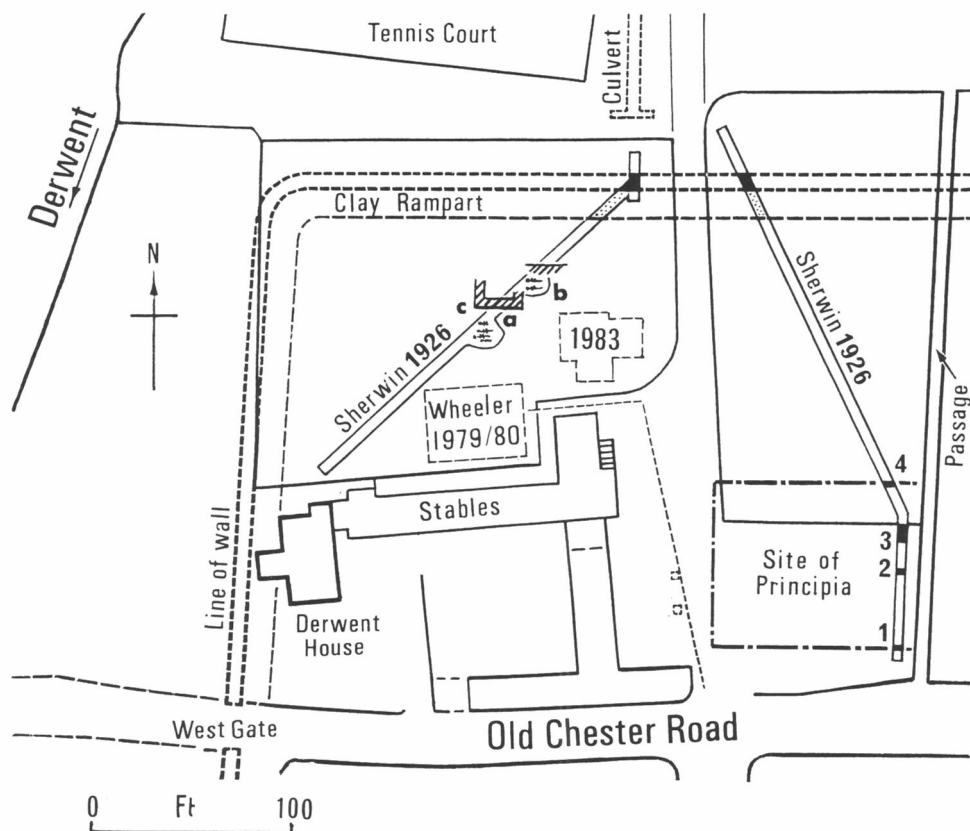 Tennis Court
Culvert
Derwent
Clay Rampart
N
Sherwin 1926
b
c
a
1983
Sherwin 1926
Wheeler
1979/80
Passage
4
Stables
3
Site of
Principia
2
Line of wall
1
Derwent
House
West Gate
Old Chester Road
0 Ft 100